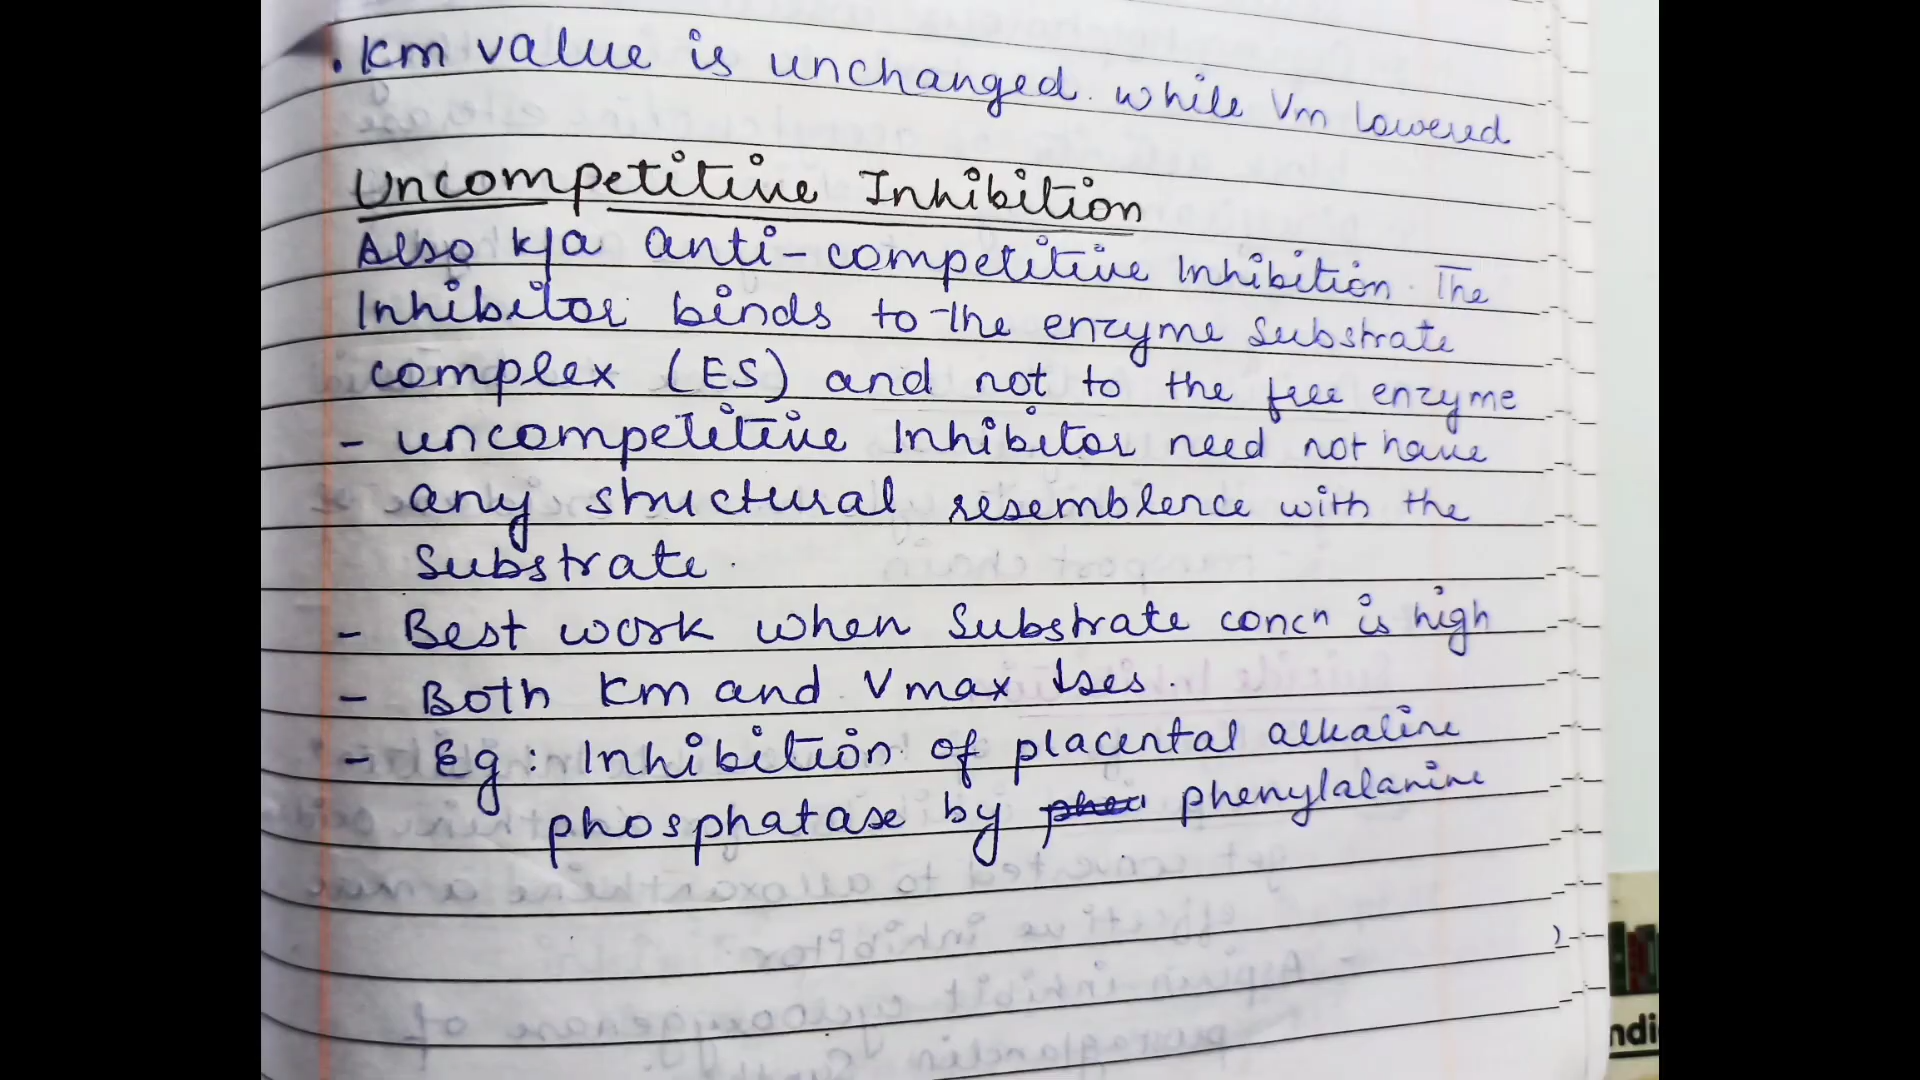 . Km value is unchanged. while Vm lowered
Uncompetitive Inhibition
Also k/a anti-competitive Inhibition. The
Inhibitor binds to the enzyme substrate
complex (ES) and not to the free enzyme
- uncompetitive Inhibitor need not have
any structural resemblence with the
substrate.
- Best work when substrate concn is high
- Both Km and Vmax ↓ses.
- Eg: Inhibition of placental alkaline
phosphatase by phenylalanine
ndi